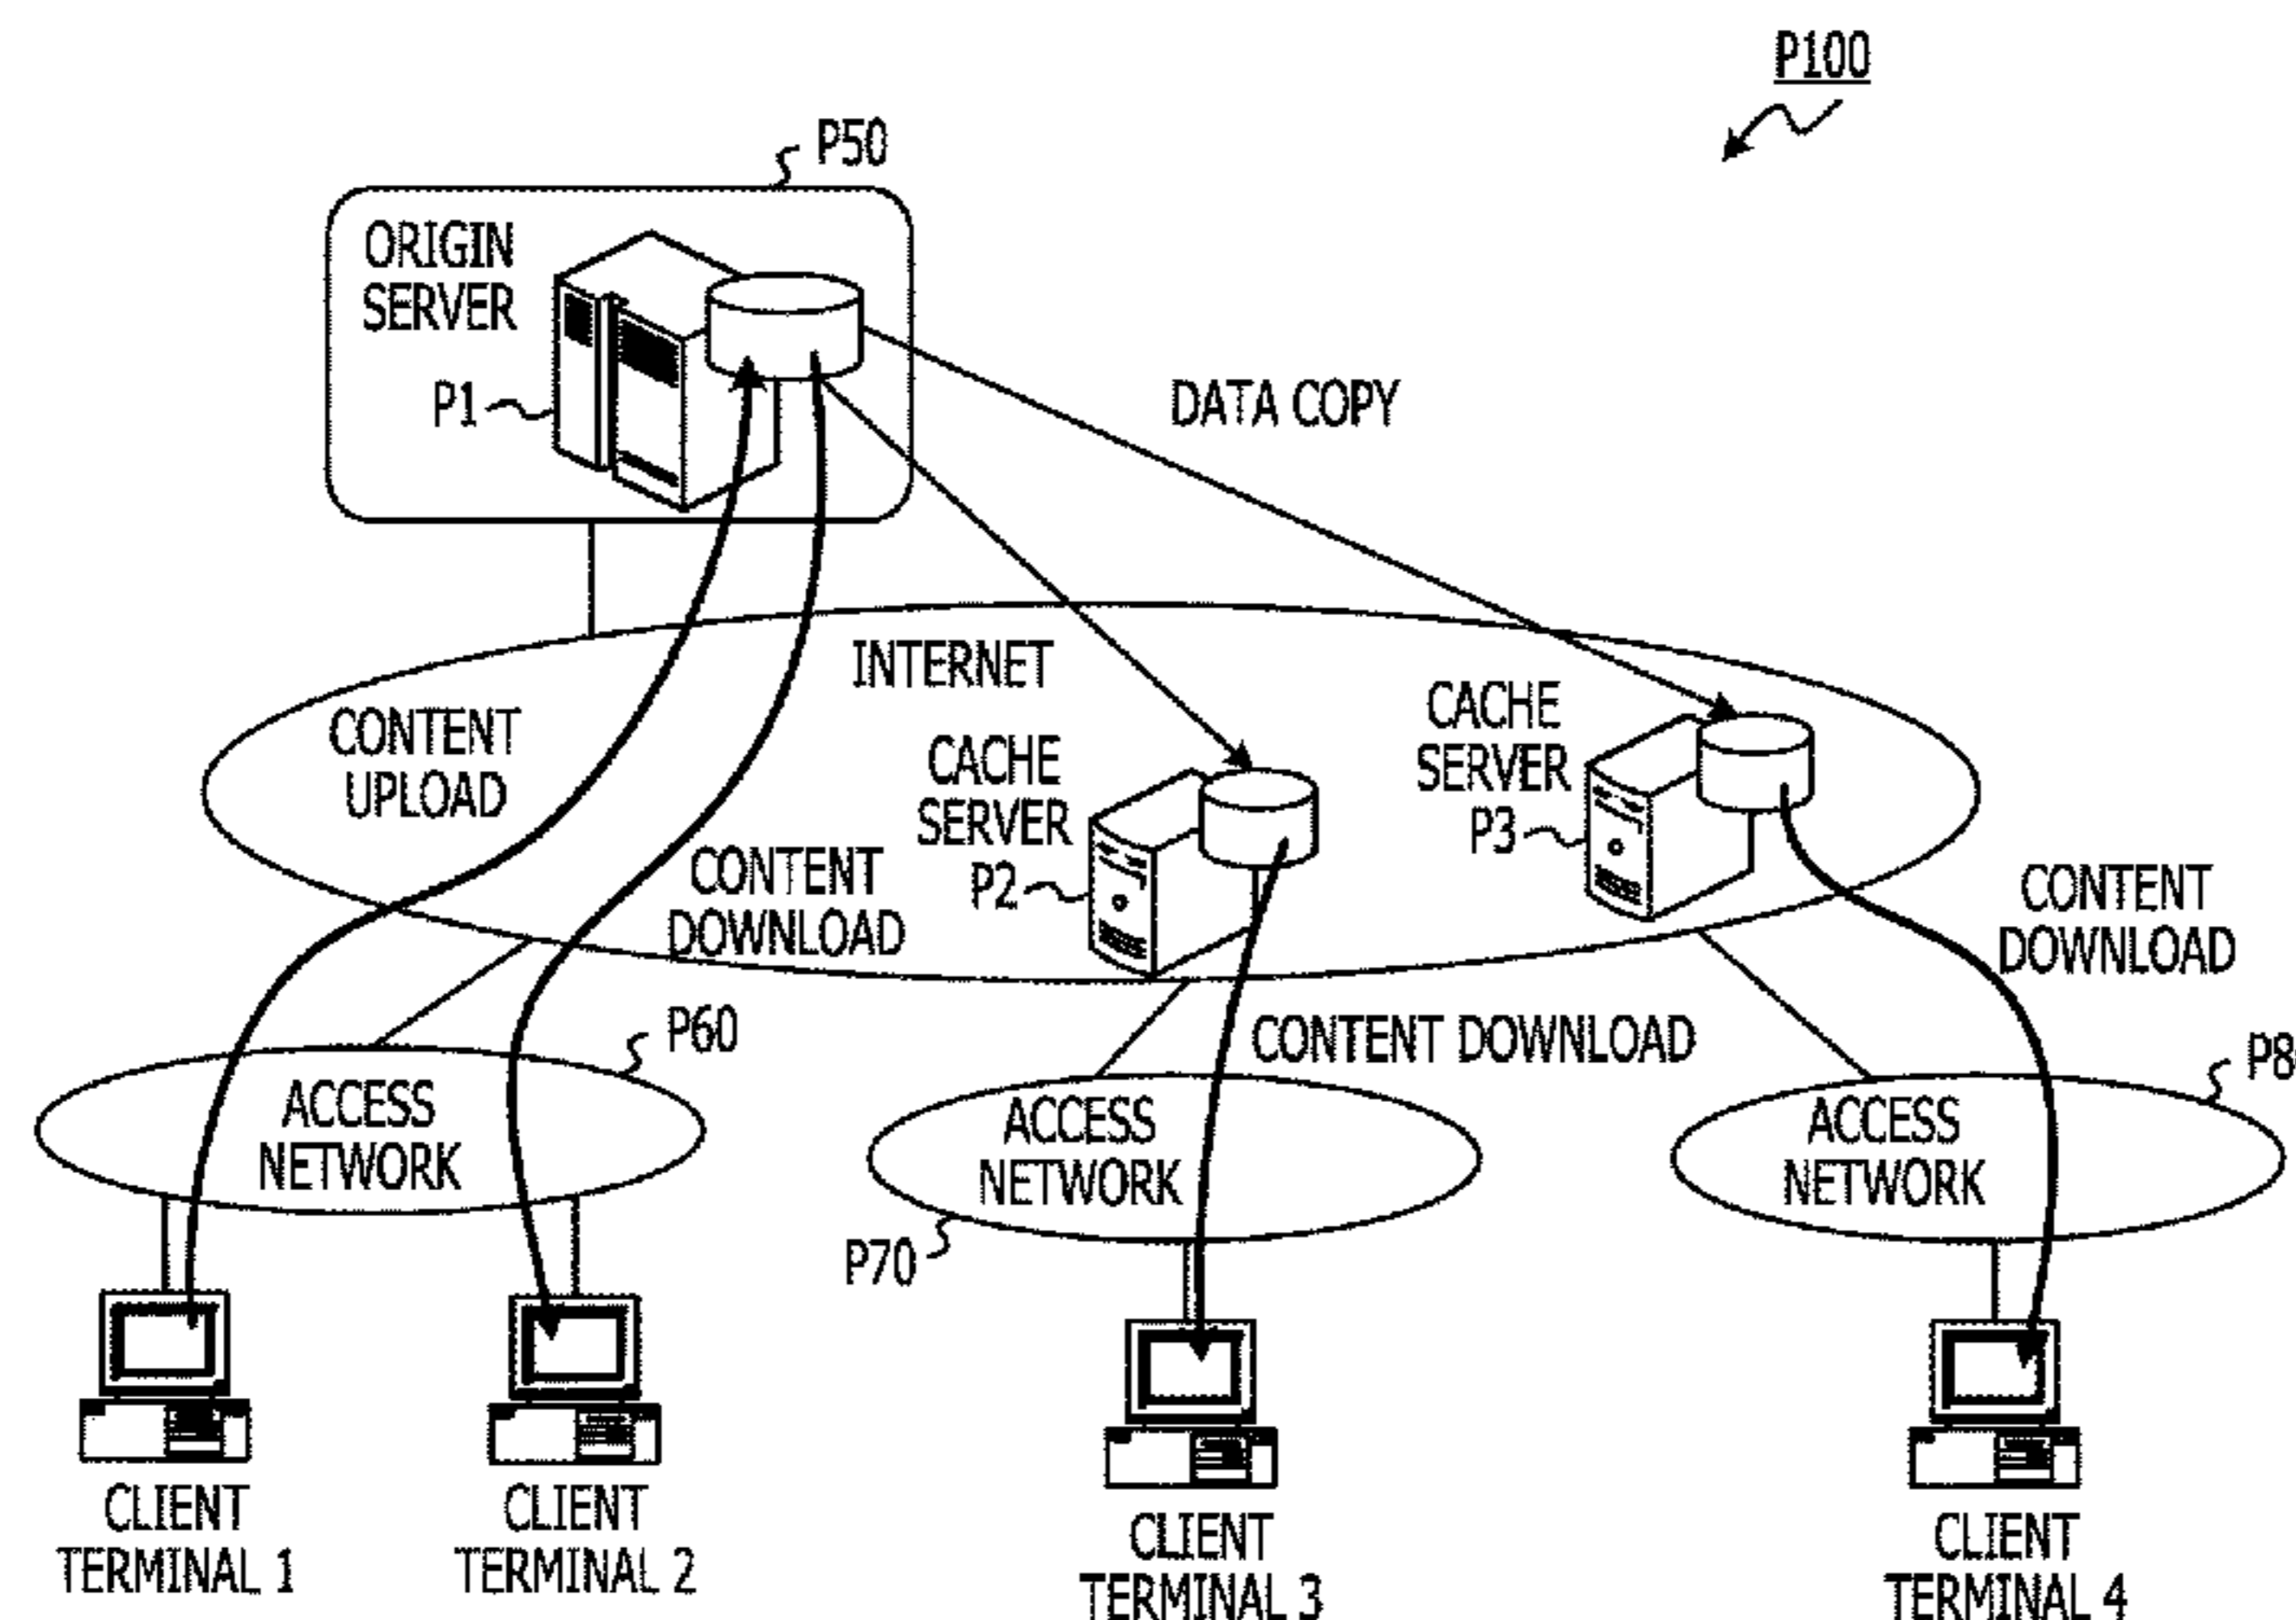 P100
P50
ORIGIN
SERVER
P1
DATA COPY
INTERNET
CONTENT
UPLOAD
CACHE
SERVER
P2
CACHE
SERVER
P3
CONTENT
DOWNLOAD
CONTENT
DOWNLOAD
CONTENT DOWNLOAD
P60
ACCESS
NETWORK
ACCESS
NETWORK
P70
ACCESS
NETWORK
P8
CLIENT
TERMINAL 1
CLIENT
TERMINAL 2
CLIENT
TERMINAL 3
CLIENT
TERMINAL 4